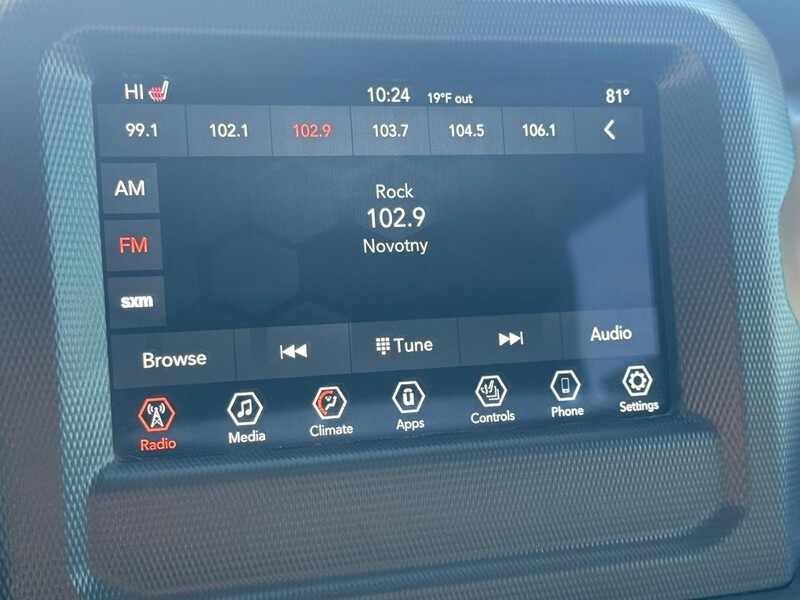 HI 10:24 19°F out 81°
99.1 102.1 102.9 103.7 104.5 106.1
AM
FM
sxm
Rock
102.9
Novotny
Browse Tune Audio
Radio Media Climate ū Apps Controls Phone Settings